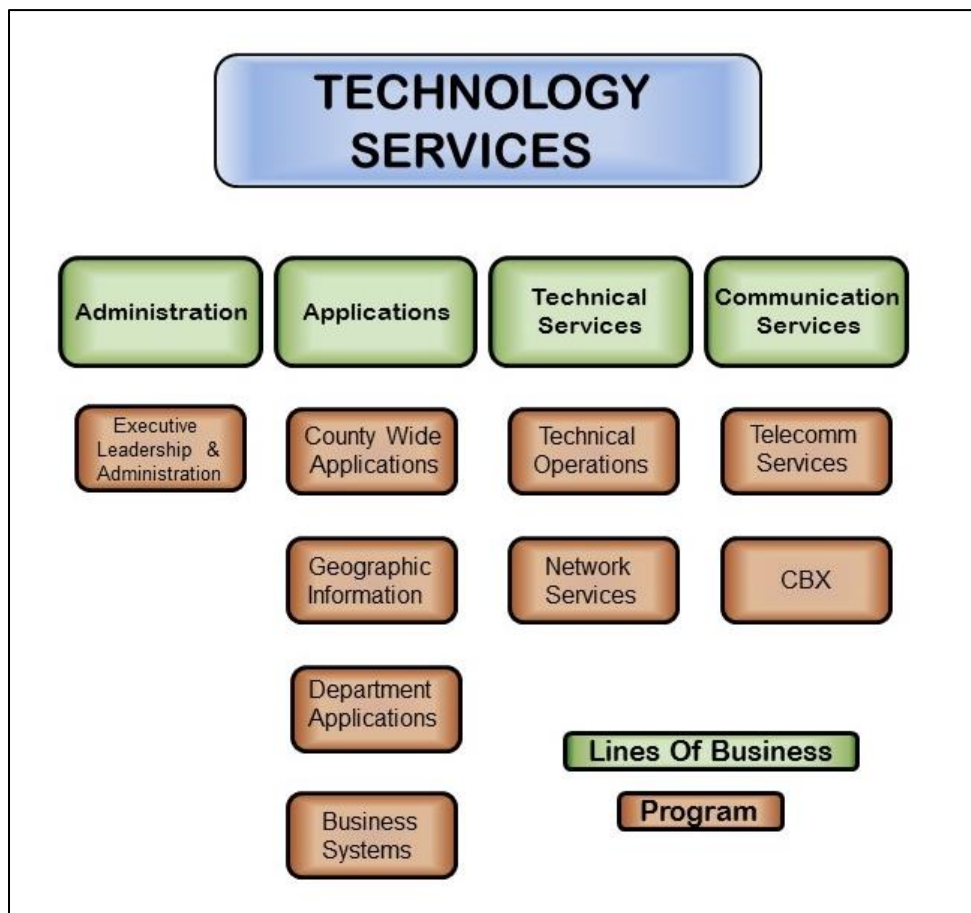 TECHNOLOGY
SERVICES
Administration
Applications
Technical
Services
Communication
Services
Executive
Leadership &
Administration
County Wide
Applications
Technical
Operations
Telecomm
Services
Geographic
Information
Network
Services
CBX
Department
Applications
Lines Of Business
Program
Business
Systems